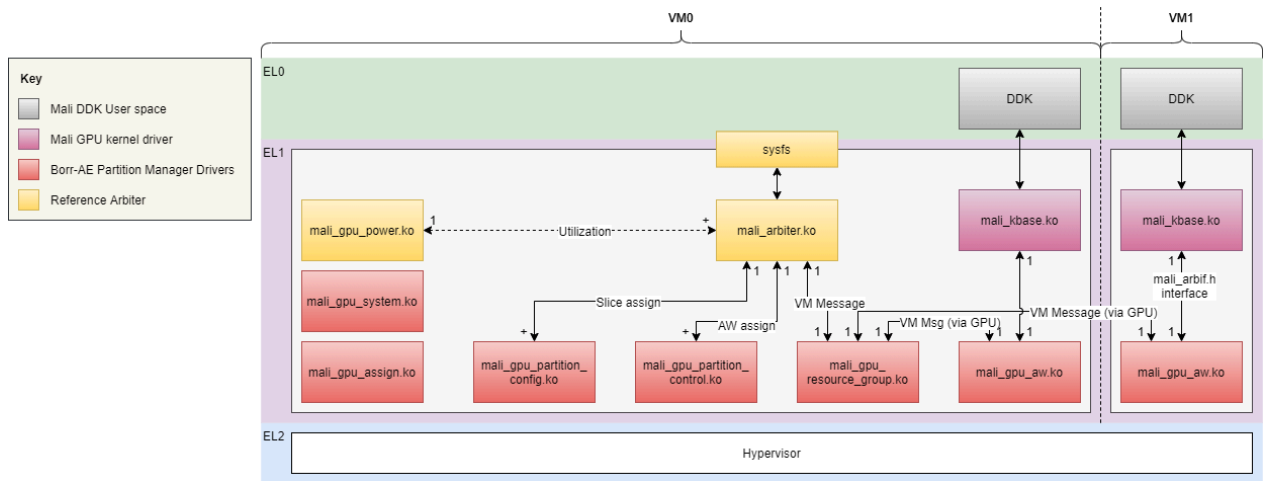 VM0
VM1
EL0
Key
Mali DDK User space
Mali GPU kernel driver
Borr-AE Partition Manager Drivers
Reference Arbiter
DDK
DDK
EL1
sysfs
mali_gpu_power.ko
1
Utilization
+
mali_arbiter.ko
mali_kbase.ko
mali_kbase.ko
mali_gpu_system.ko
1
1
1
1
1
mali_arbif.h
interface
Slice assign
VM Message
VM Message (via GPU)
AW assign
VM Msg (via GPU)
+
+
1
1
1
1
1
1
1
mali_gpu_assign.ko
mali_gpu_partition_
config.ko
mali_gpu_partition_
control.ko
mali_gpu_
resource_group.ko
mali_gpu_aw.ko
mali_gpu_aw.ko
EL2
Hypervisor